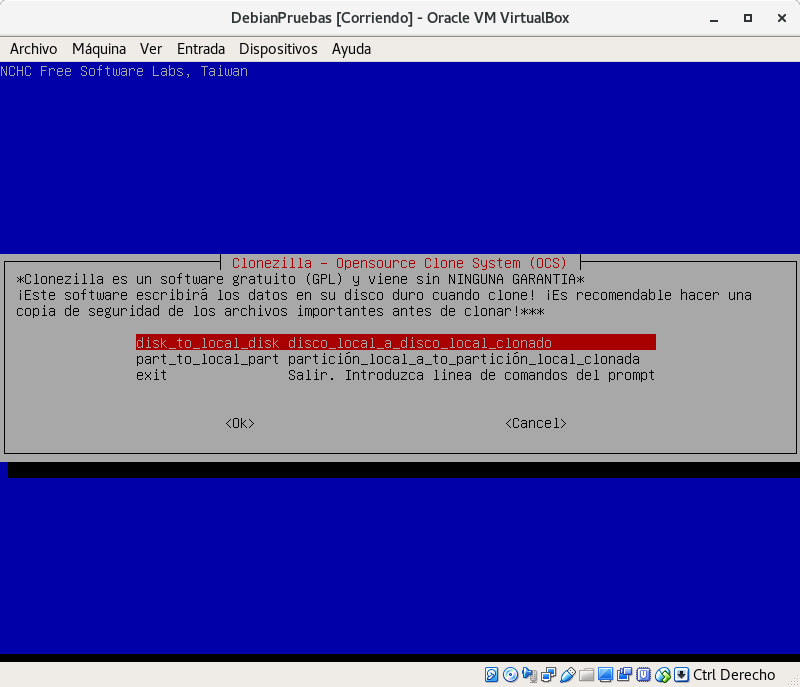 DebianPruebas [Corriendo] - Oracle VM VirtualBox
Archivo Máquina Ver Entrada Dispositivos Ayuda
NCHC Free Software Labs, Taiwan
Clonezilla - Opensource Clone System (OCS)
*Clonezilla es un software gratuito (GPL) y viene sin NINGUNA GARANTIA*
¡Este software escribirá los datos en su disco duro cuando clone! ¡Es recomendable hacer una
copia de seguridad de los archivos importantes antes de clonar!***
disk_to_local_disk disco_local_a_disco_local_clonado
part_to_local_part partición_local_a_to_partición_local_clonada
exit Salir. Introduzca linea de comandos del prompt
<Ok> <Cancel>
Ctrl Derecho